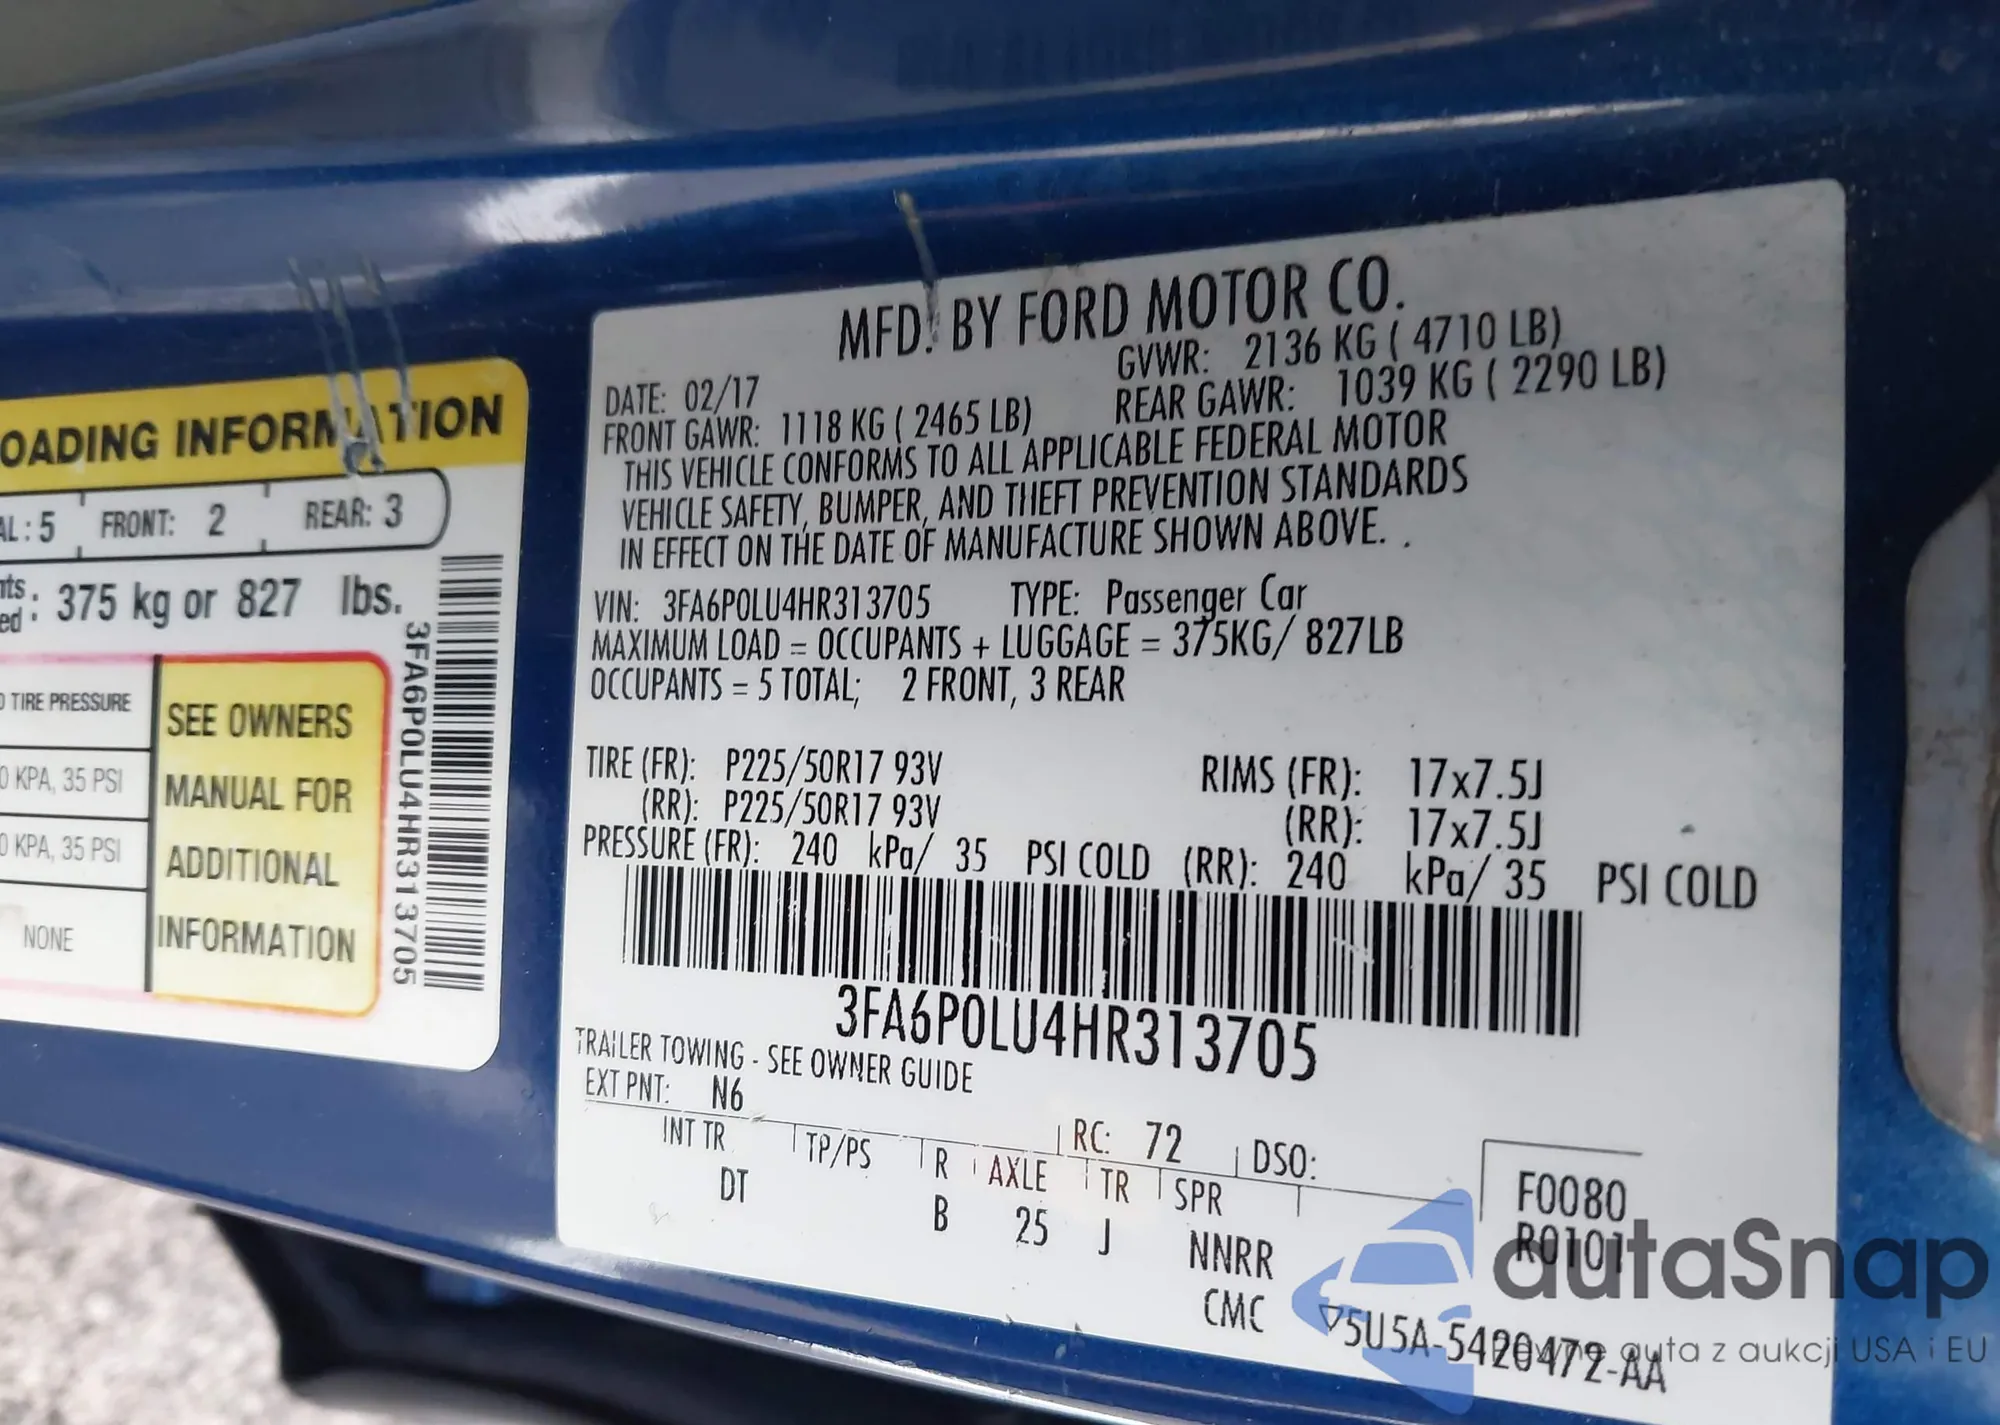 OADING INFORMATION
AL: 5 FRONT: 2 REAR: 3
nts
ed : 375 kg or 827 lbs.
TIRE PRESSURE
0 KPA, 35 PSI
0 KPA, 35 PSI
NONE
SEE OWNERS
MANUAL FOR
ADDITIONAL
INFORMATION
3FA6P0LU4HR313705
MFD. BY FORD MOTOR CO.
DATE: 02/17 GVWR: 2136 KG ( 4710 LB)
FRONT GAWR: 1118 KG ( 2465 LB) REAR GAWR: 1039 KG ( 2290 LB)
THIS VEHICLE CONFORMS TO ALL APPLICABLE FEDERAL MOTOR
VEHICLE SAFETY, BUMPER, AND THEFT PREVENTION STANDARDS
IN EFFECT ON THE DATE OF MANUFACTURE SHOWN ABOVE. .
VIN: 3FA6P0LU4HR313705 TYPE: Passenger Car
MAXIMUM LOAD = OCCUPANTS + LUGGAGE = 375KG/ 827LB
OCCUPANTS = 5 TOTAL; 2 FRONT, 3 REAR
TIRE (FR): P225/50R17 93V RIMS (FR): 17x7.5J
(RR): P225/50R17 93V (RR): 17x7.5J
PRESSURE (FR): 240 kPa/ 35 PSI COLD (RR): 240 kPa/ 35 PSI COLD
3FA6P0LU4HR313705
TRAILER TOWING - SEE OWNER GUIDE
EXT PNT: N6 RC: 72 DSO:
INT TR TP/PS R AXLE TR SPR
DT B 25 J NNRR
CMC
F0080
R0101
5U5A-5420472-AA
autaSnap
auta z aukcji USA i EU